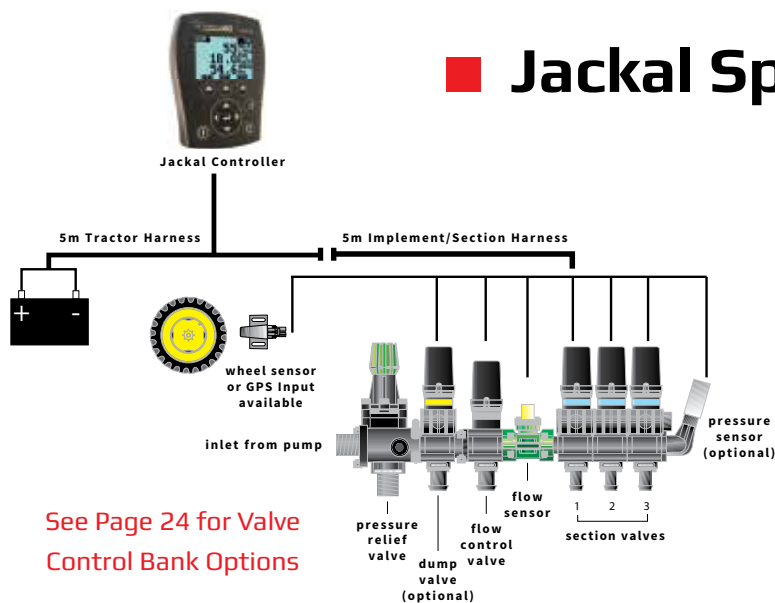 Jackal Sp
Jackal Controller
5m Tractor Harness
5m Implement/Section Harness
+ -
wheel sensor
or GPS Input
available
inlet from pump
pressure
sensor
(optional)
See Page 24 for Valve
Control Bank Options
pressure
relief
valve
dump
valve
(optional)
flow
control
valve
flow
sensor
1 2 3
section valves